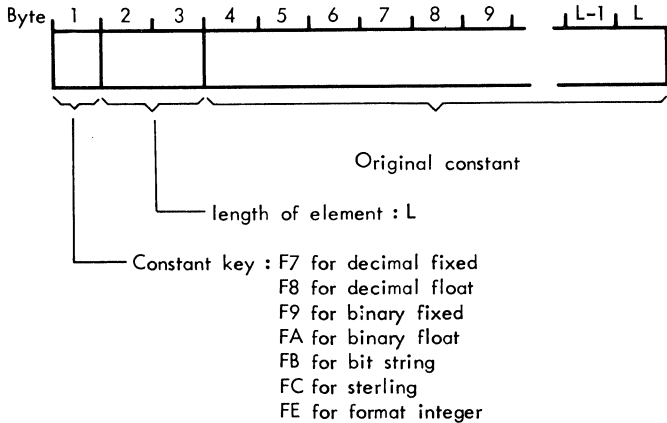 Byte 1 2 3 4 5 6 7 8 9 L-1 L
Original constant
length of element : L
Constant key : F7 for decimal fixed
F8 for decimal float
F9 for binary fixed
FA for binary float
FB for bit string
FC for sterling
FE for format integer